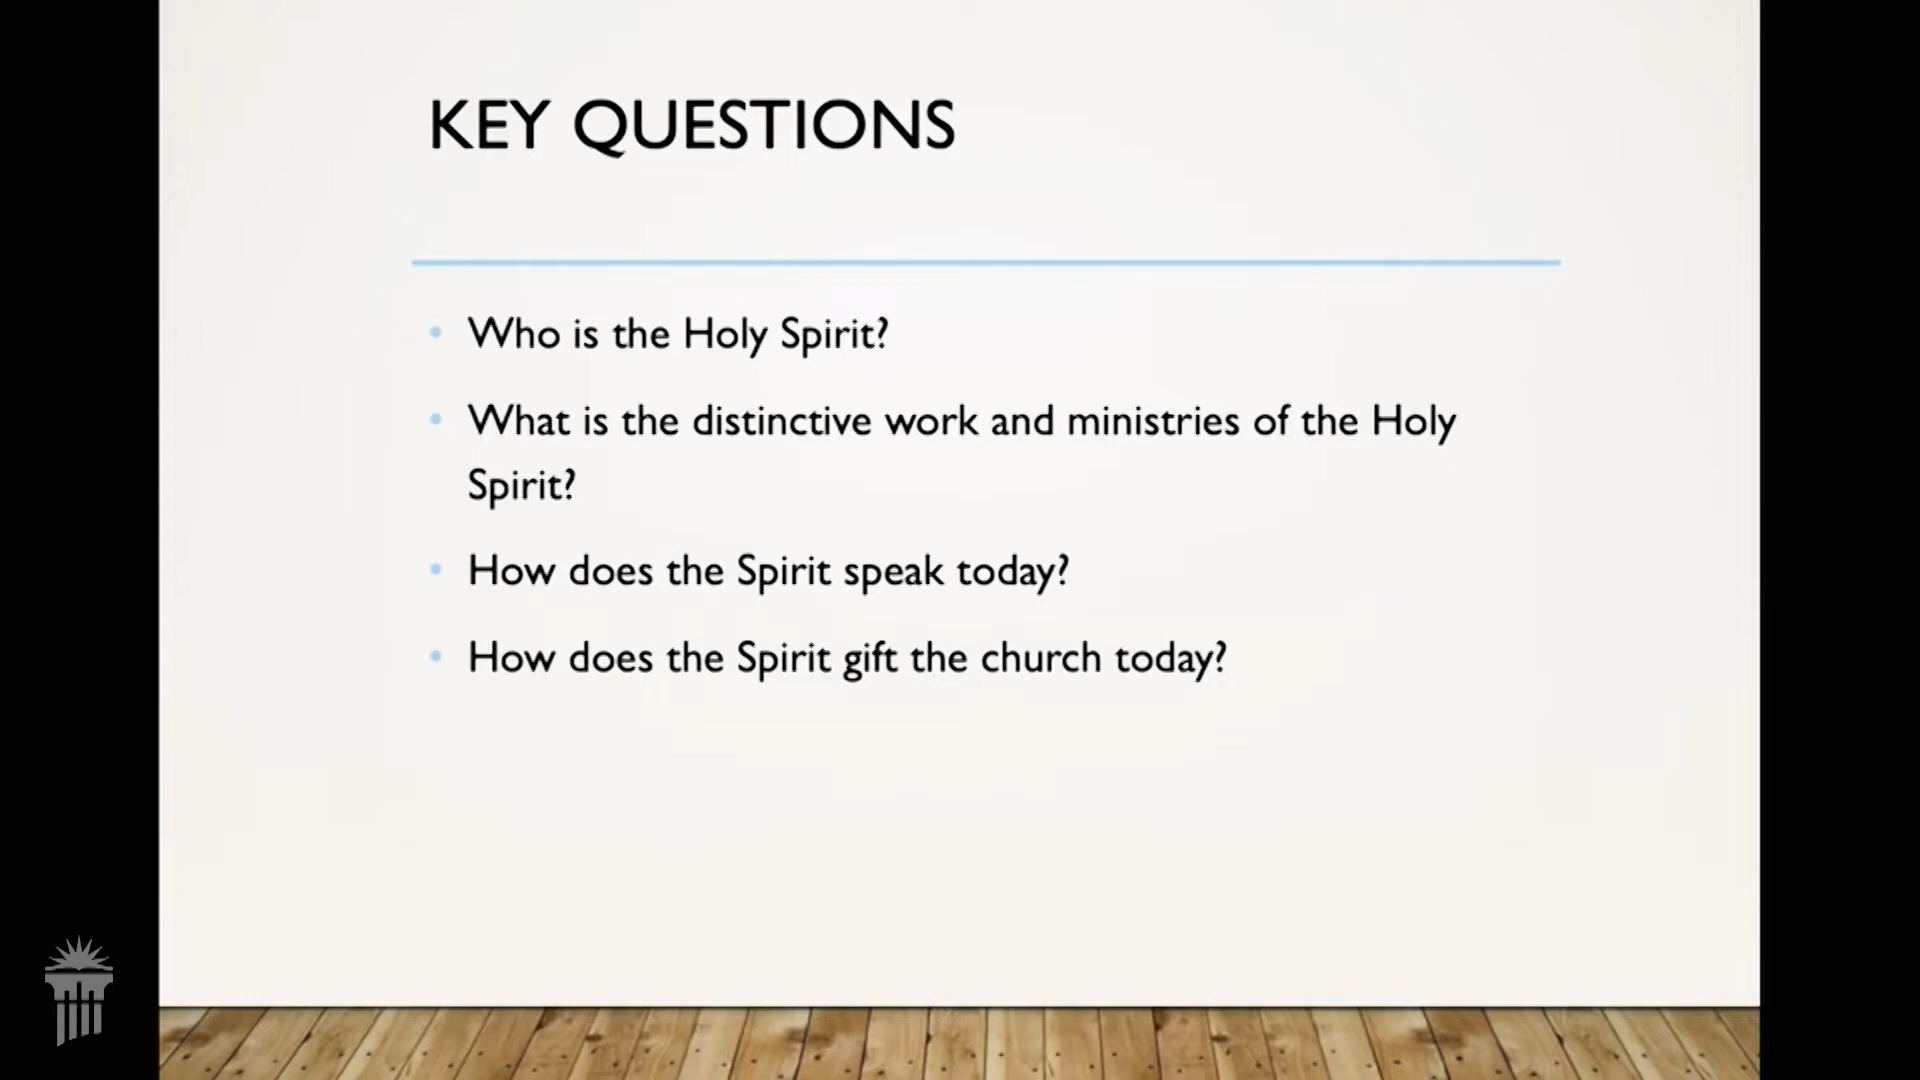 KEY QUESTIONS
• Who is the Holy Spirit?
• What is the distinctive work and ministries of the Holy
Spirit?
• How does the Spirit speak today?
• How does the Spirit gift the church today?